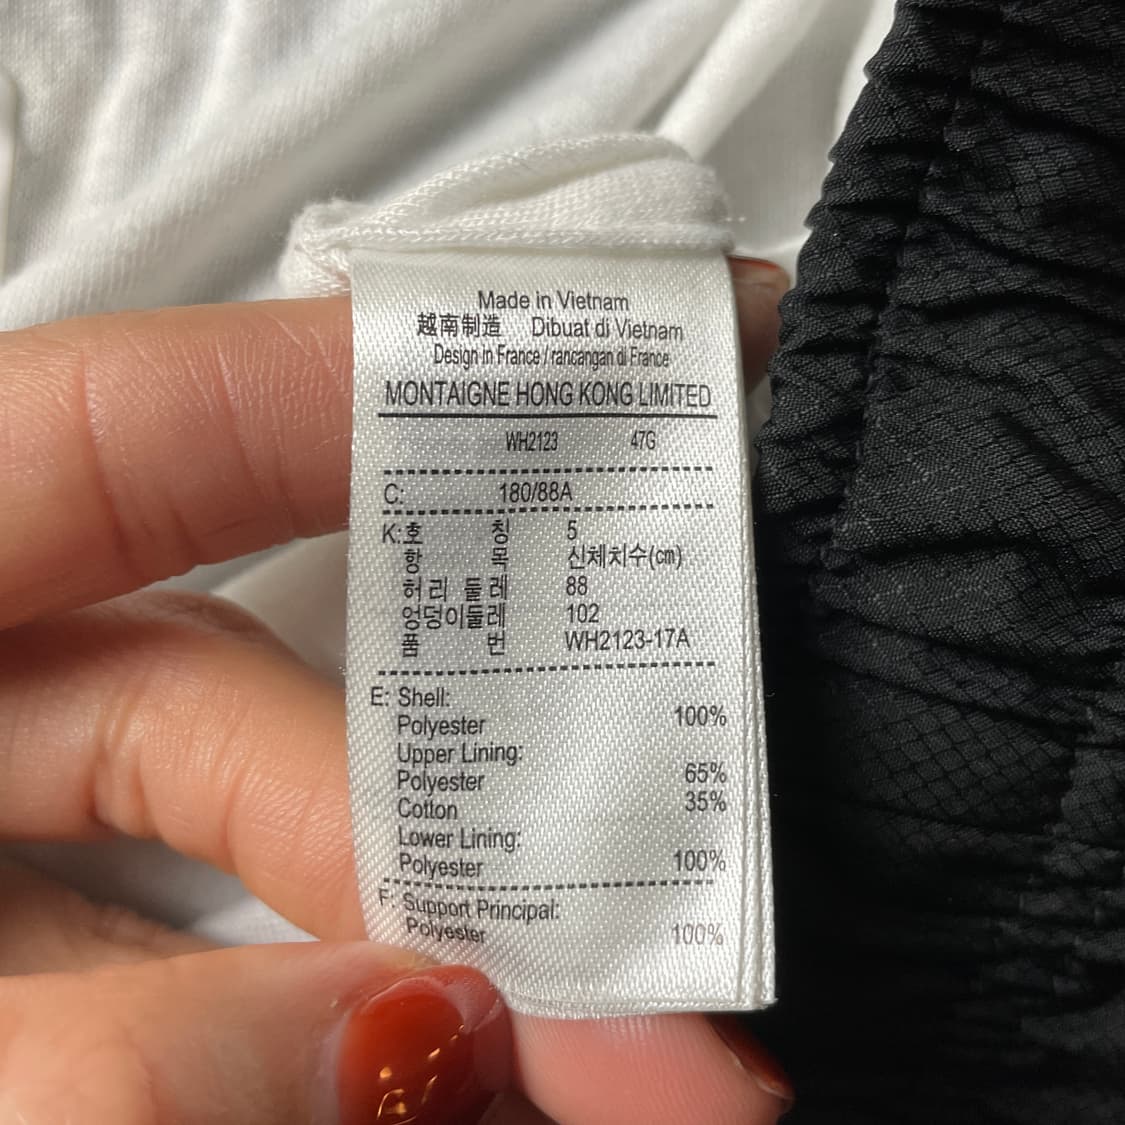 Made in Vietnam
越南制造 Dibuat di Vietnam
Design in France / rancangan di France
MONTAIGNE HONG KONG LIMITED
WH2123 47G
C: 180/88A
K:호 칭 5
항 목 신체치수(cm)
허리 둘레 88
엉덩이둘레 102
품 번 WH2123-17A
E: Shell:
Polyester 100%
Upper Lining:
Polyester 65%
Cotton 35%
Lower Lining:
Polyester 100%
F: Support Principal:
Polyester 100%